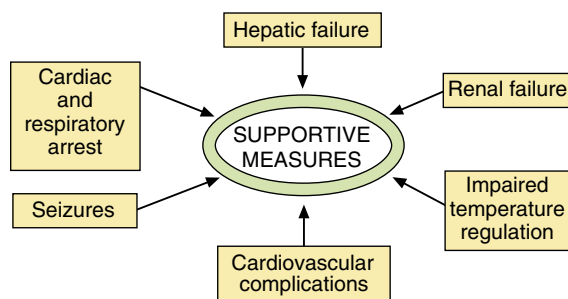 Hepatic failure
Cardiac
and
respiratory
arrest
Renal failure
SUPPORTIVE
MEASURES
Seizures
Impaired
temperature
regulation
Cardiovascular
complications